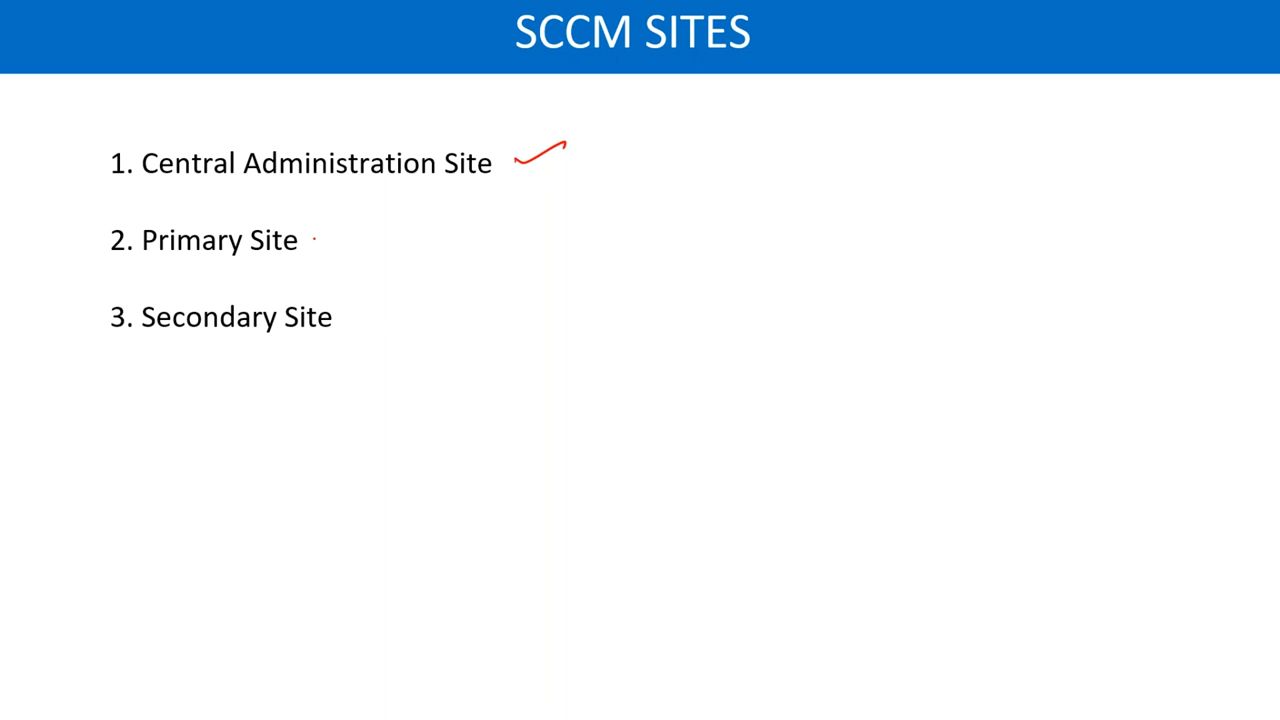 SCCM SITES
1. Central Administration Site
2. Primary Site
3. Secondary Site